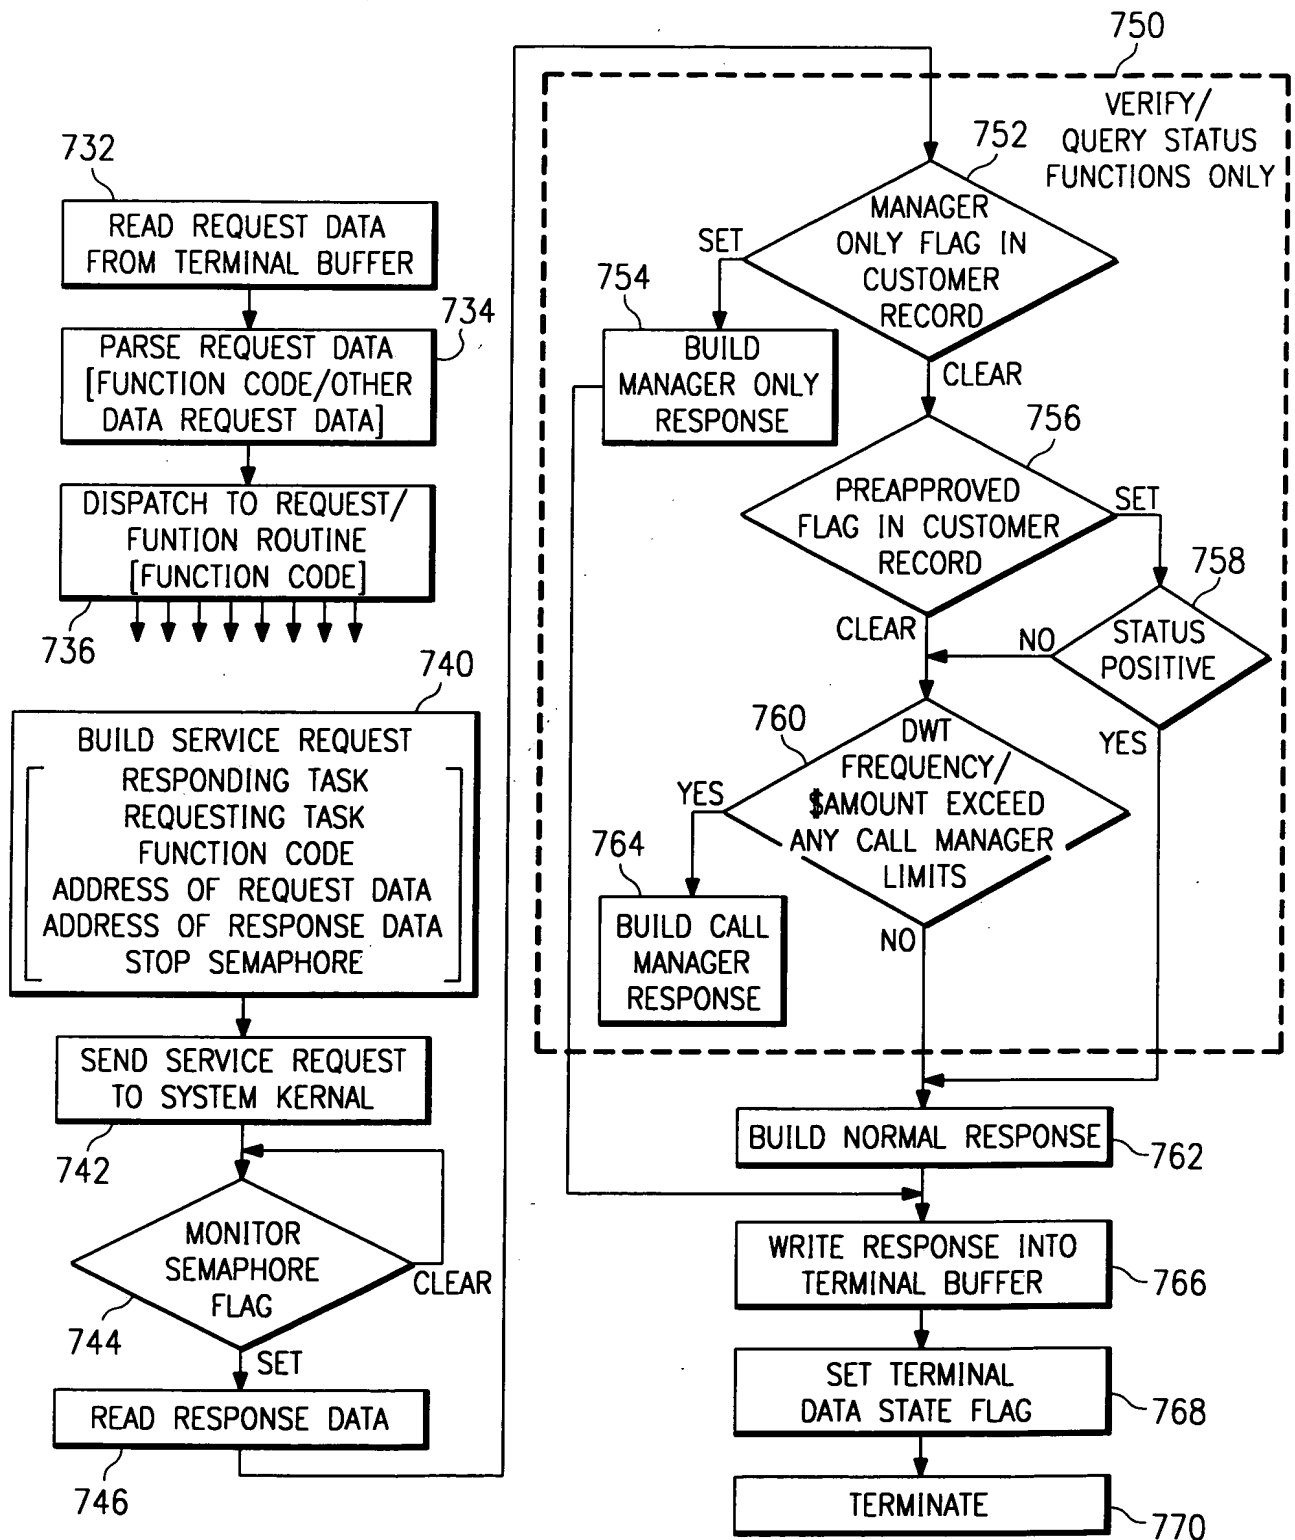 732
READ REQUEST DATA
FROM TERMINAL BUFFER
734
PARSE REQUEST DATA
[FUNCTION CODE/OTHER
DATA REQUEST DATA]
DISPATCH TO REQUEST/
FUNTION ROUTINE
[FUNCTION CODE]
736
740
BUILD SERVICE REQUEST
RESPONDING TASK
REQUESTING TASK
FUNCTION CODE
ADDRESS OF REQUEST DATA
ADDRESS OF RESPONSE DATA
STOP SEMAPHORE
SEND SERVICE REQUEST
TO SYSTEM KERNAL
742
MONITOR
SEMAPHORE
FLAG
CLEAR
744
SET
READ RESPONSE DATA
746
750
VERIFY/
QUERY STATUS
FUNCTIONS ONLY
752
MANAGER
ONLY FLAG IN
CUSTOMER
RECORD
SET
754
BUILD
MANAGER ONLY
RESPONSE
CLEAR
756
PREAPPROVED
FLAG IN CUSTOMER
RECORD
SET
758
STATUS
POSITIVE
CLEAR
NO
YES
760
DWT
FREQUENCY/
$AMOUNT EXCEED
ANY CALL MANAGER
LIMITS
YES
764
BUILD CALL
MANAGER
RESPONSE
NO
BUILD NORMAL RESPONSE
762
WRITE RESPONSE INTO
TERMINAL BUFFER
766
SET TERMINAL
DATA STATE FLAG
768
TERMINATE
770